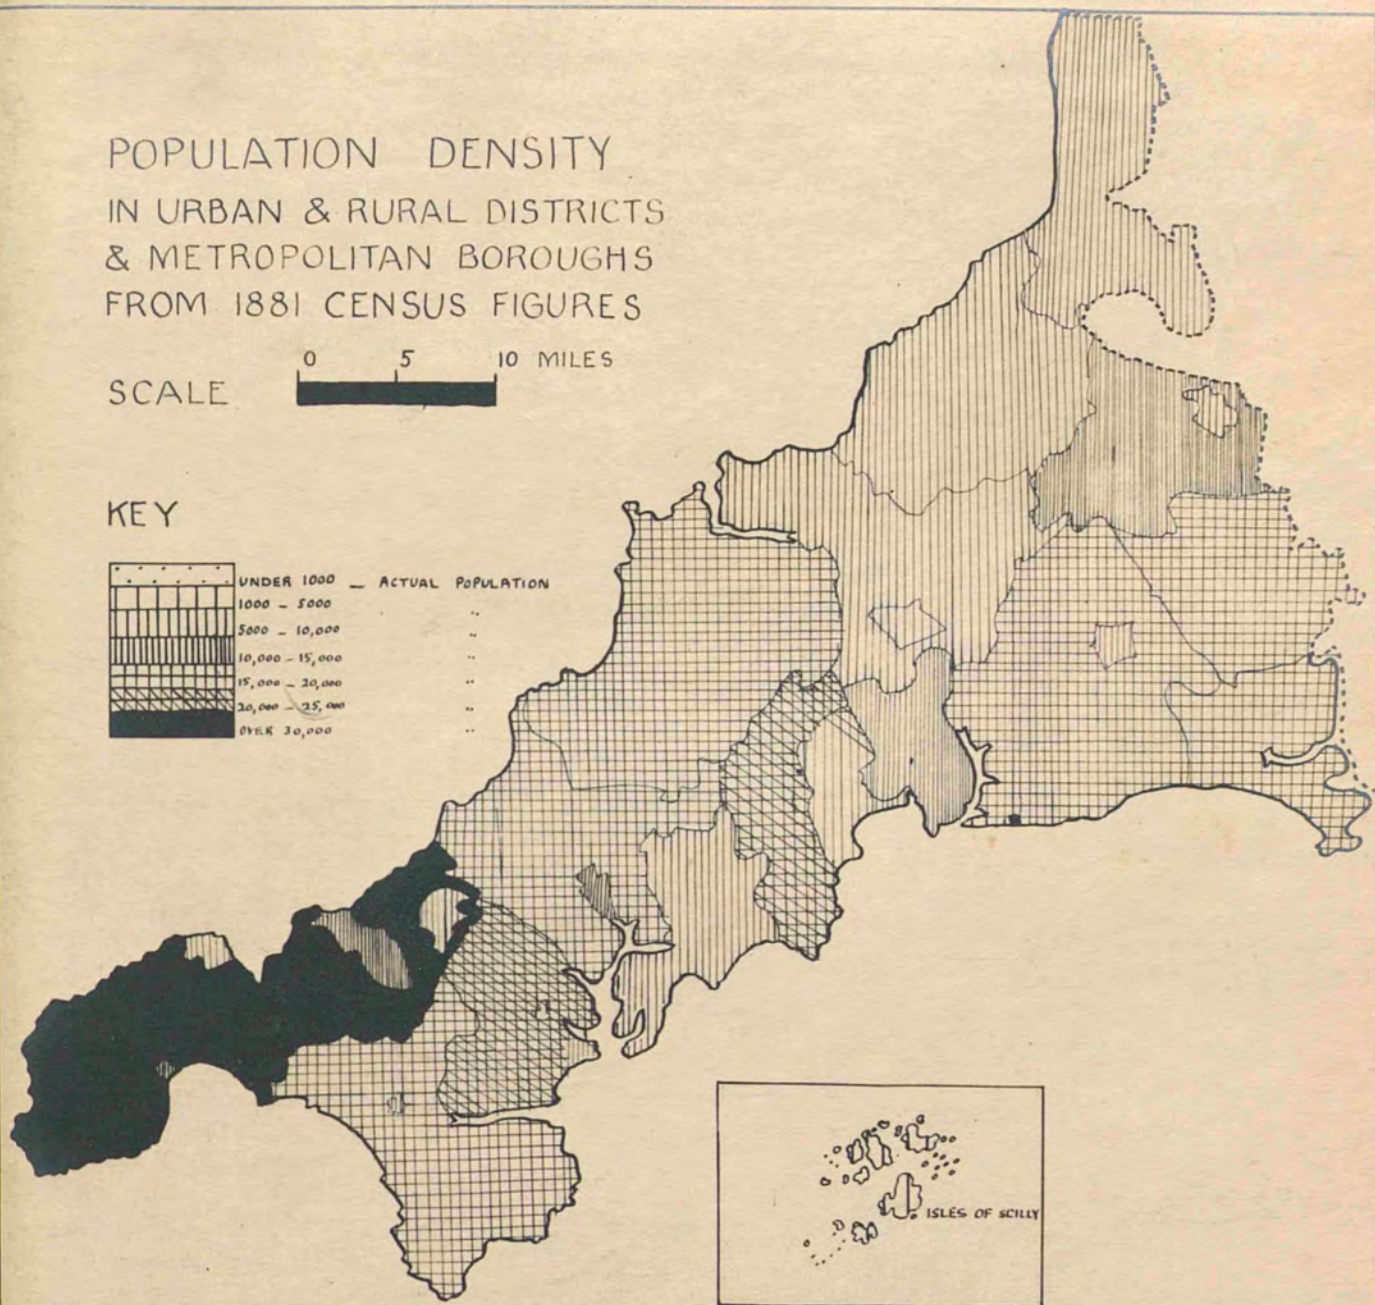 POPULATION DENSITY
IN URBAN & RURAL DISTRICTS
& METROPOLITAN BOROUGHS
FROM 1881 CENSUS FIGURES
0 5 10 MILES
SCALE
KEY
UNDER 1000 _ ACTUAL POPULATION
1000 - 5000 "
5000 - 10,000 "
10,000 - 15,000 "
15,000 - 20,000 "
20,000 - 25,000 "
OVER 30,000 "
ISLES OF SCILLY